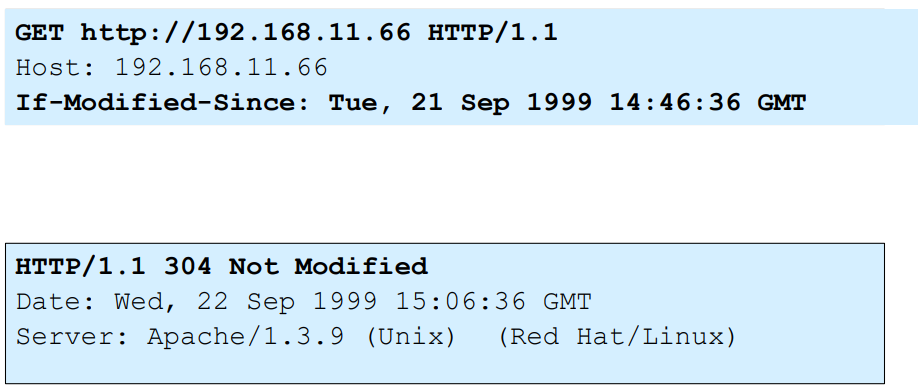 GET http://192.168.11.66 HTTP/1.1
Host: 192.168.11.66
If-Modified-Since: Tue, 21 Sep 1999 14:46:36 GMT
HTTP/1.1 304 Not Modified
Date: Wed, 22 Sep 1999 15:06:36 GMT
Server: Apache/1.3.9 (Unix)  (Red Hat/Linux)